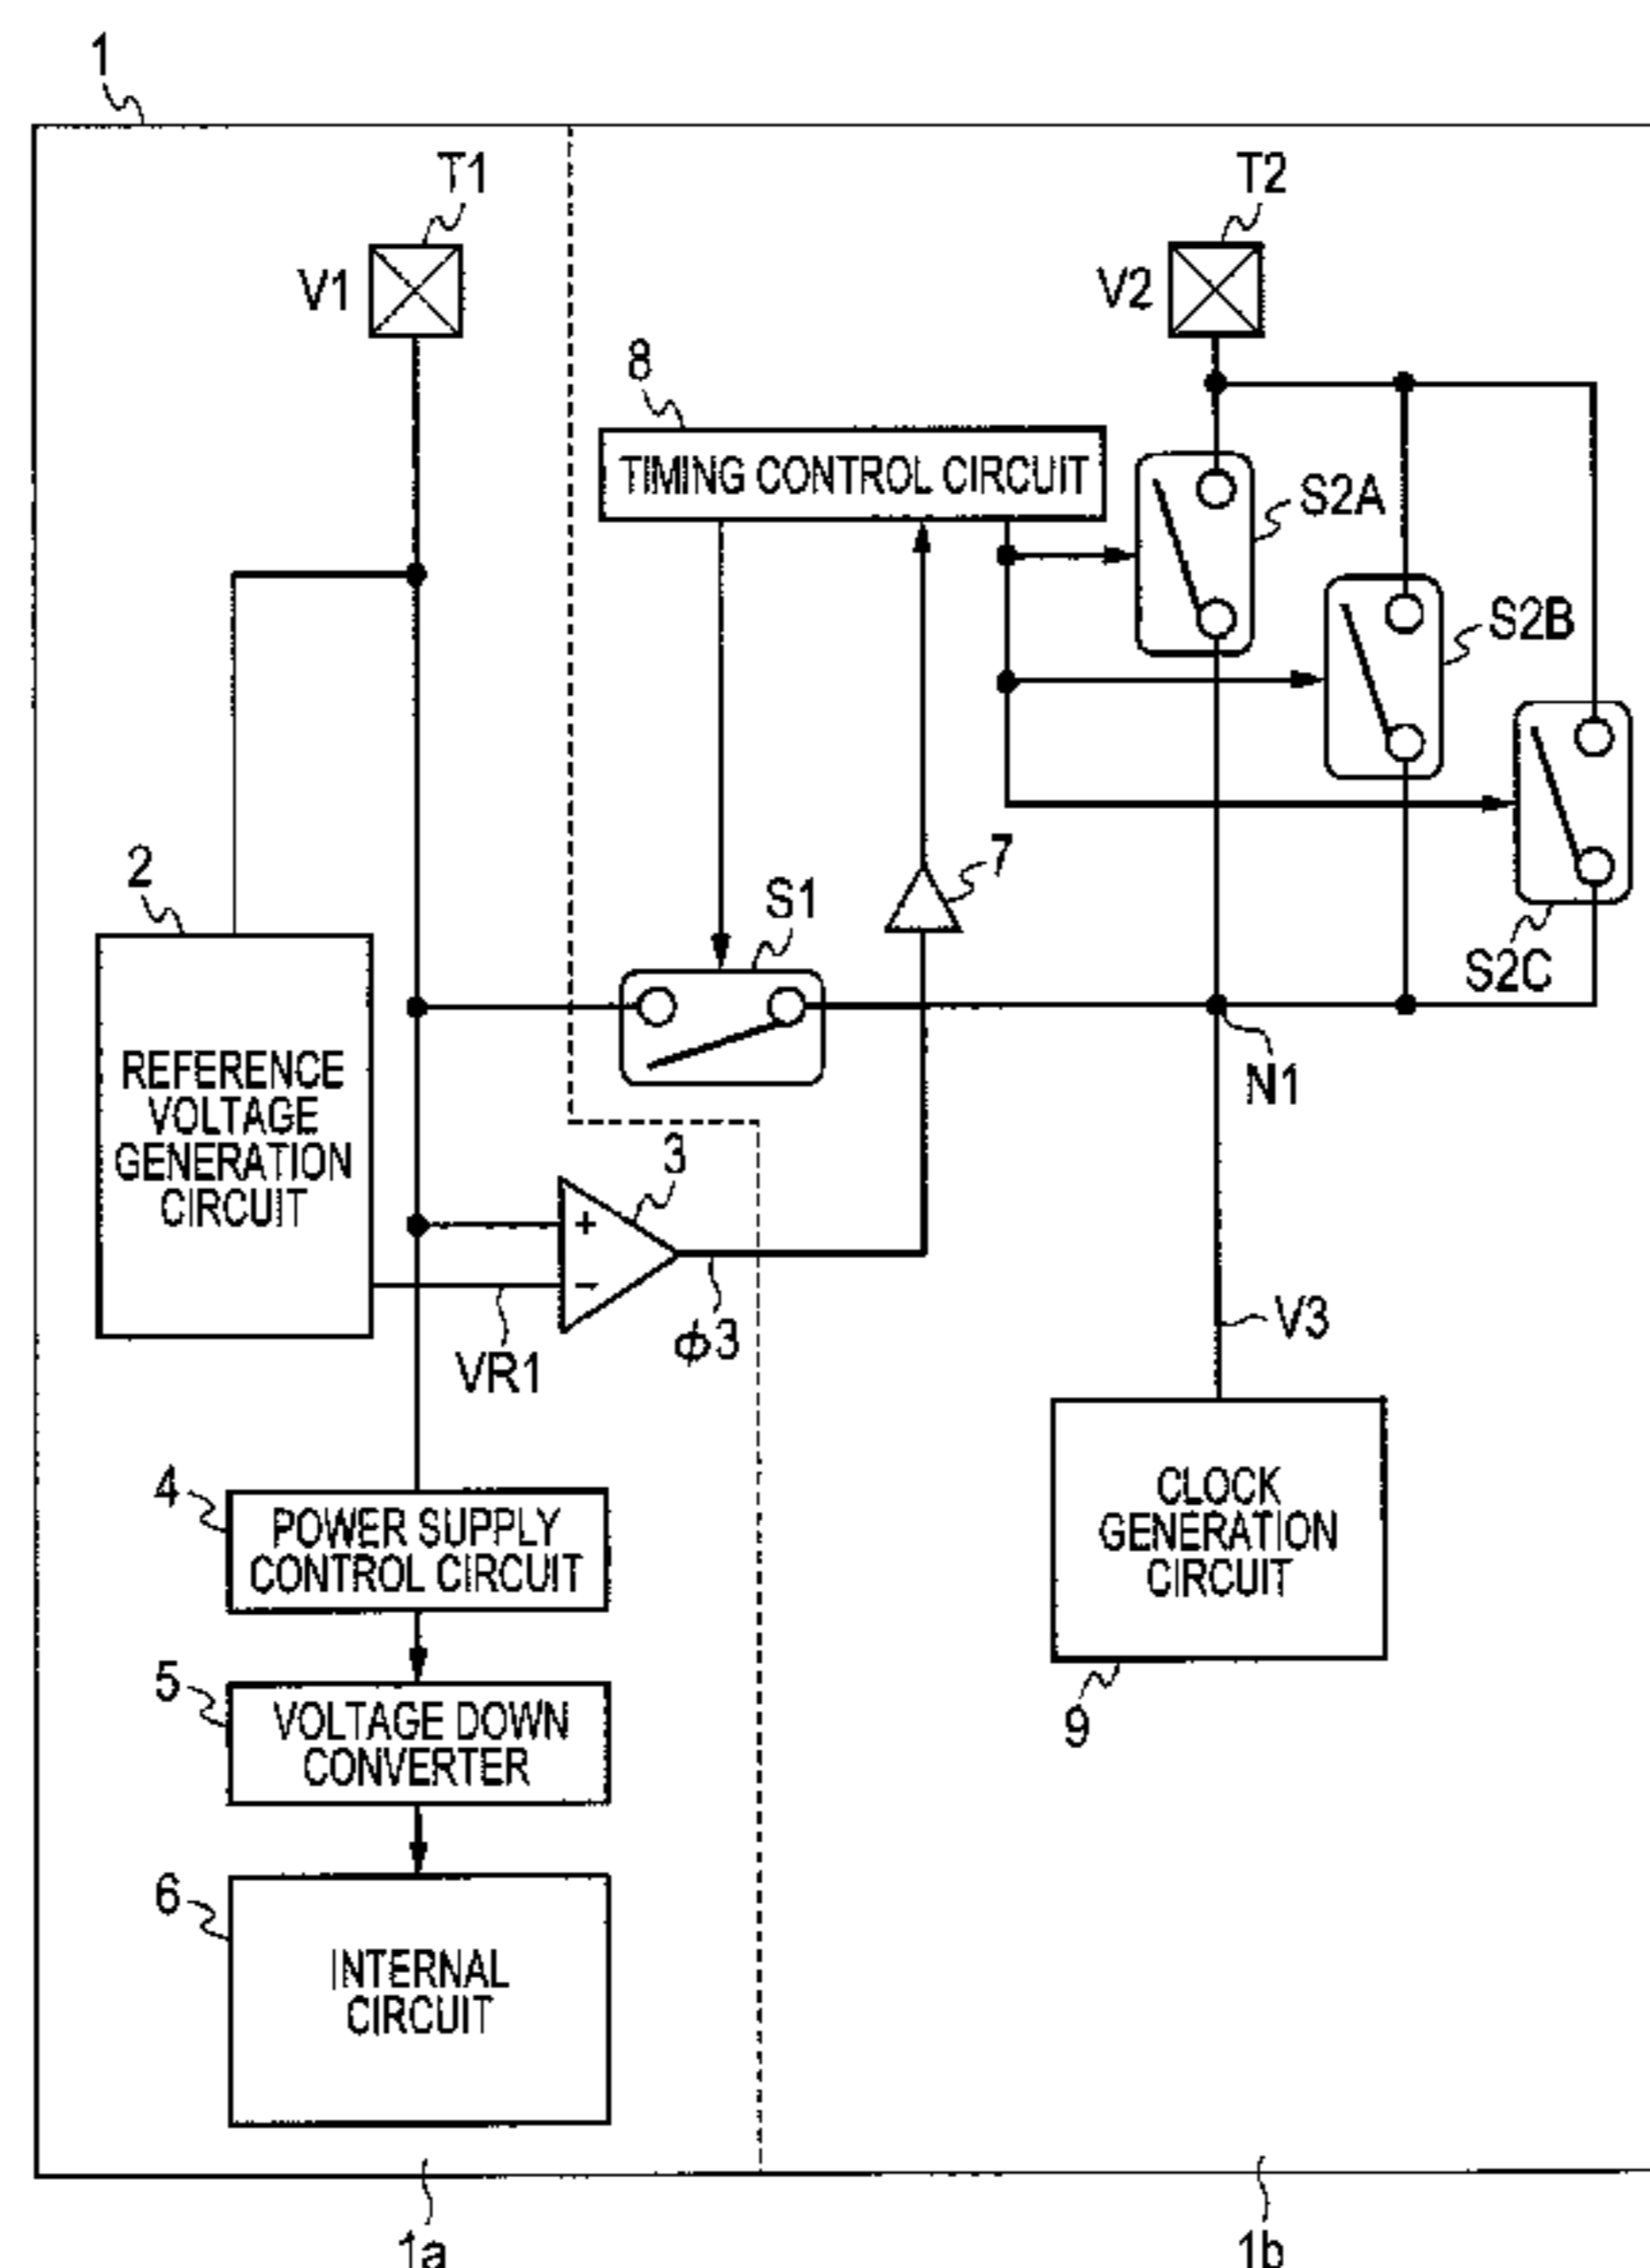 1
T1
T2
V1
V2
8
TIMING CONTROL CIRCUIT
S2A
S2B
S2C
7
2
S1
REFERENCE
VOLTAGE
GENERATION
CIRCUIT
N1
3
+
−
VR1
ϕ3
V3
4
POWER SUPPLY
CONTROL CIRCUIT
CLOCK
GENERATION
CIRCUIT
5
VOLTAGE DOWN
CONVERTER
9
6
INTERNAL
CIRCUIT
1a
1b